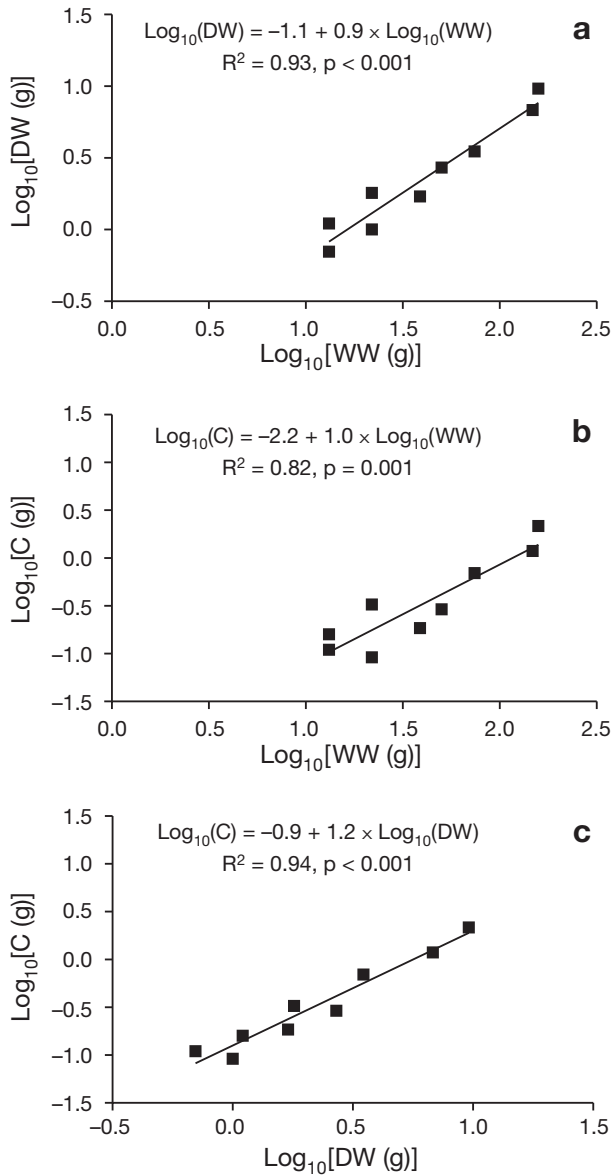 a
Log₁₀(DW) = −1.1 + 0.9 × Log₁₀(WW)
R² = 0.93, p < 0.001
Log₁₀[DW (g)]
1.5
1.0
0.5
0.0
−0.5
0.0 0.5 1.0 1.5 2.0 2.5
Log₁₀[WW (g)]
b
Log₁₀(C) = −2.2 + 1.0 × Log₁₀(WW)
R² = 0.82, p = 0.001
Log₁₀[C (g)]
1.5
1.0
0.5
0.0
−0.5
−1.0
−1.5
0.0 0.5 1.0 1.5 2.0 2.5
Log₁₀[WW (g)]
c
Log₁₀(C) = −0.9 + 1.2 × Log₁₀(DW)
R² = 0.94, p < 0.001
Log₁₀[C (g)]
1.5
1.0
0.5
0.0
−0.5
−1.0
−1.5
−0.5 0.0 0.5 1.0 1.5
Log₁₀[DW (g)]